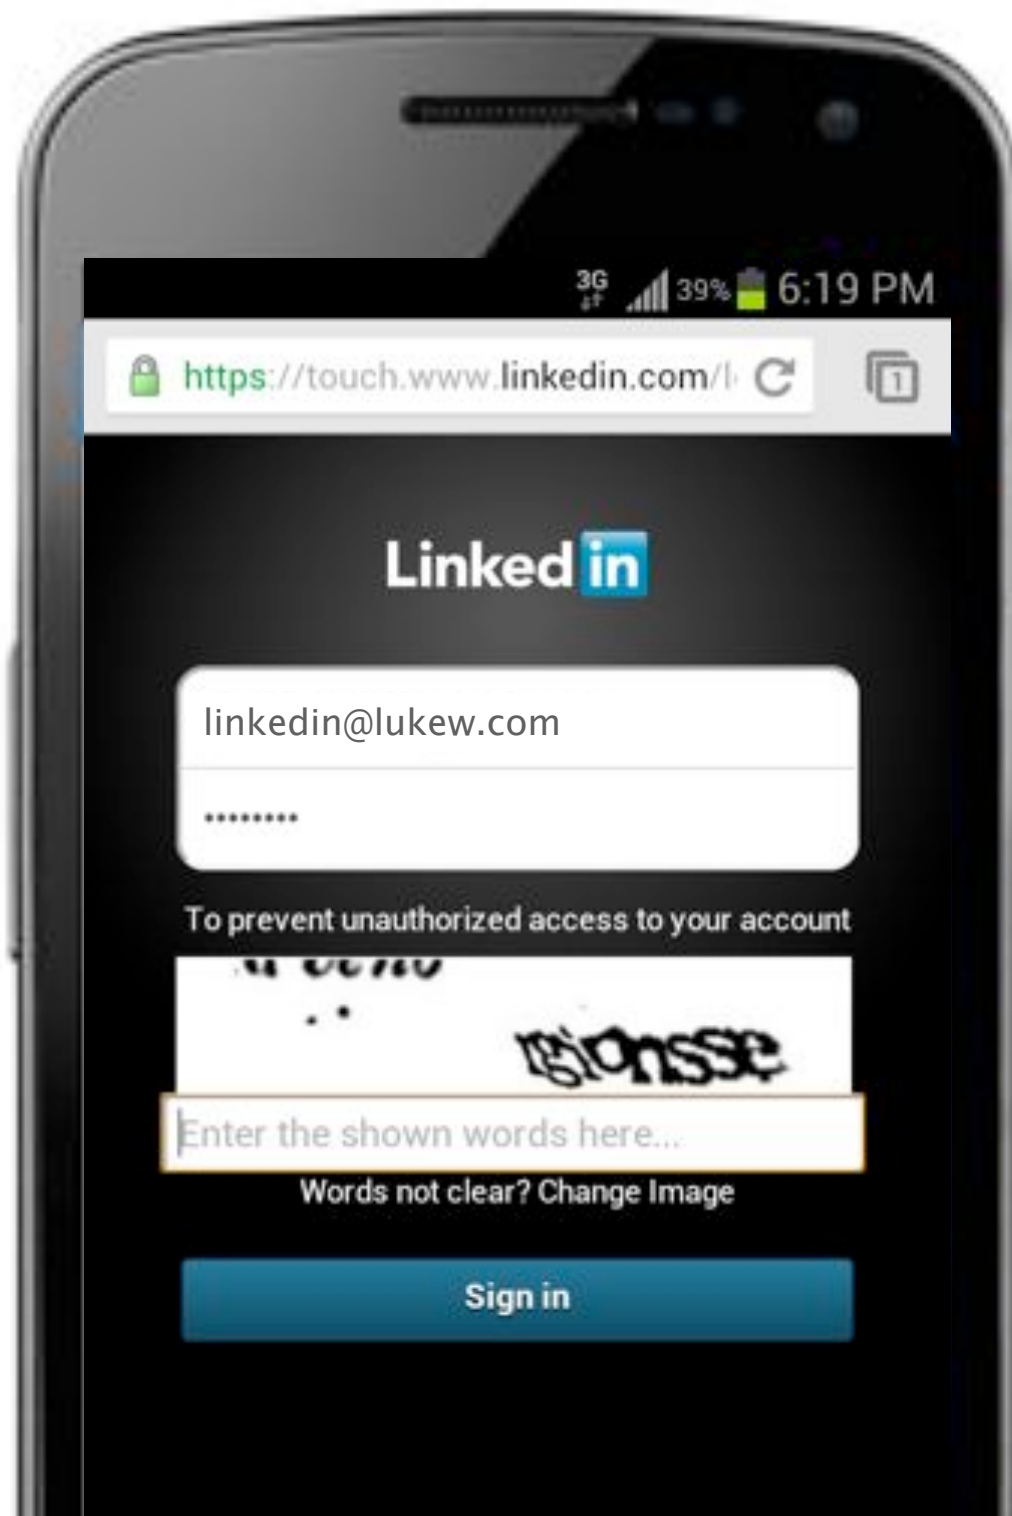 3G 39% 6:19 PM
https://touch.www.linkedin.com/l
1
Linked in
linkedin@lukew.com
••••••••
To prevent unauthorized access to your account
Enter the shown words here...
Words not clear? Change Image
Sign in